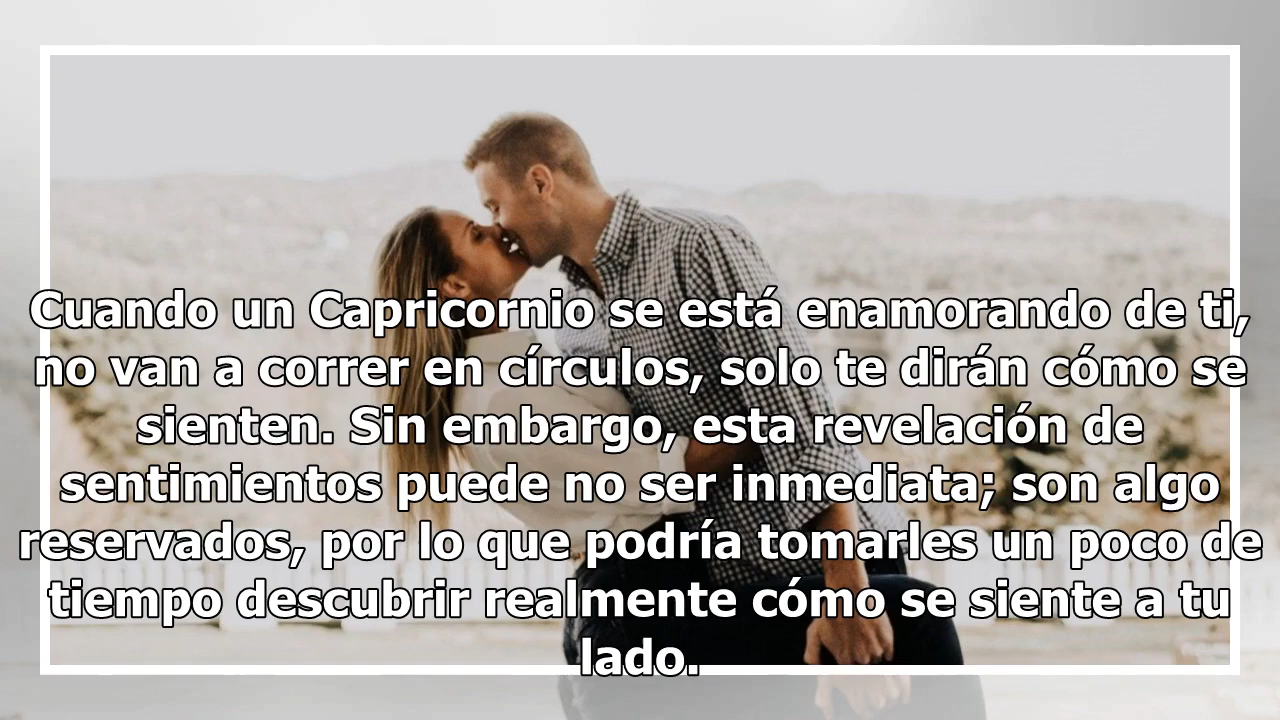 Cuando un Capricornio se está enamorando de ti,
no van a correr en círculos, solo te dirán cómo se
sienten. Sin embargo, esta revelación de
sentimientos puede no ser inmediata; son algo
reservados, por lo que podría tomarles un poco de
tiempo descubrir realmente cómo se siente a tu
lado.